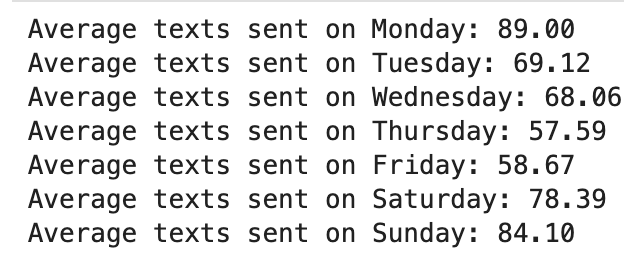 Average texts sent on Monday: 89.00
Average texts sent on Tuesday: 69.12
Average texts sent on Wednesday: 68.06
Average texts sent on Thursday: 57.59
Average texts sent on Friday: 58.67
Average texts sent on Saturday: 78.39
Average texts sent on Sunday: 84.10